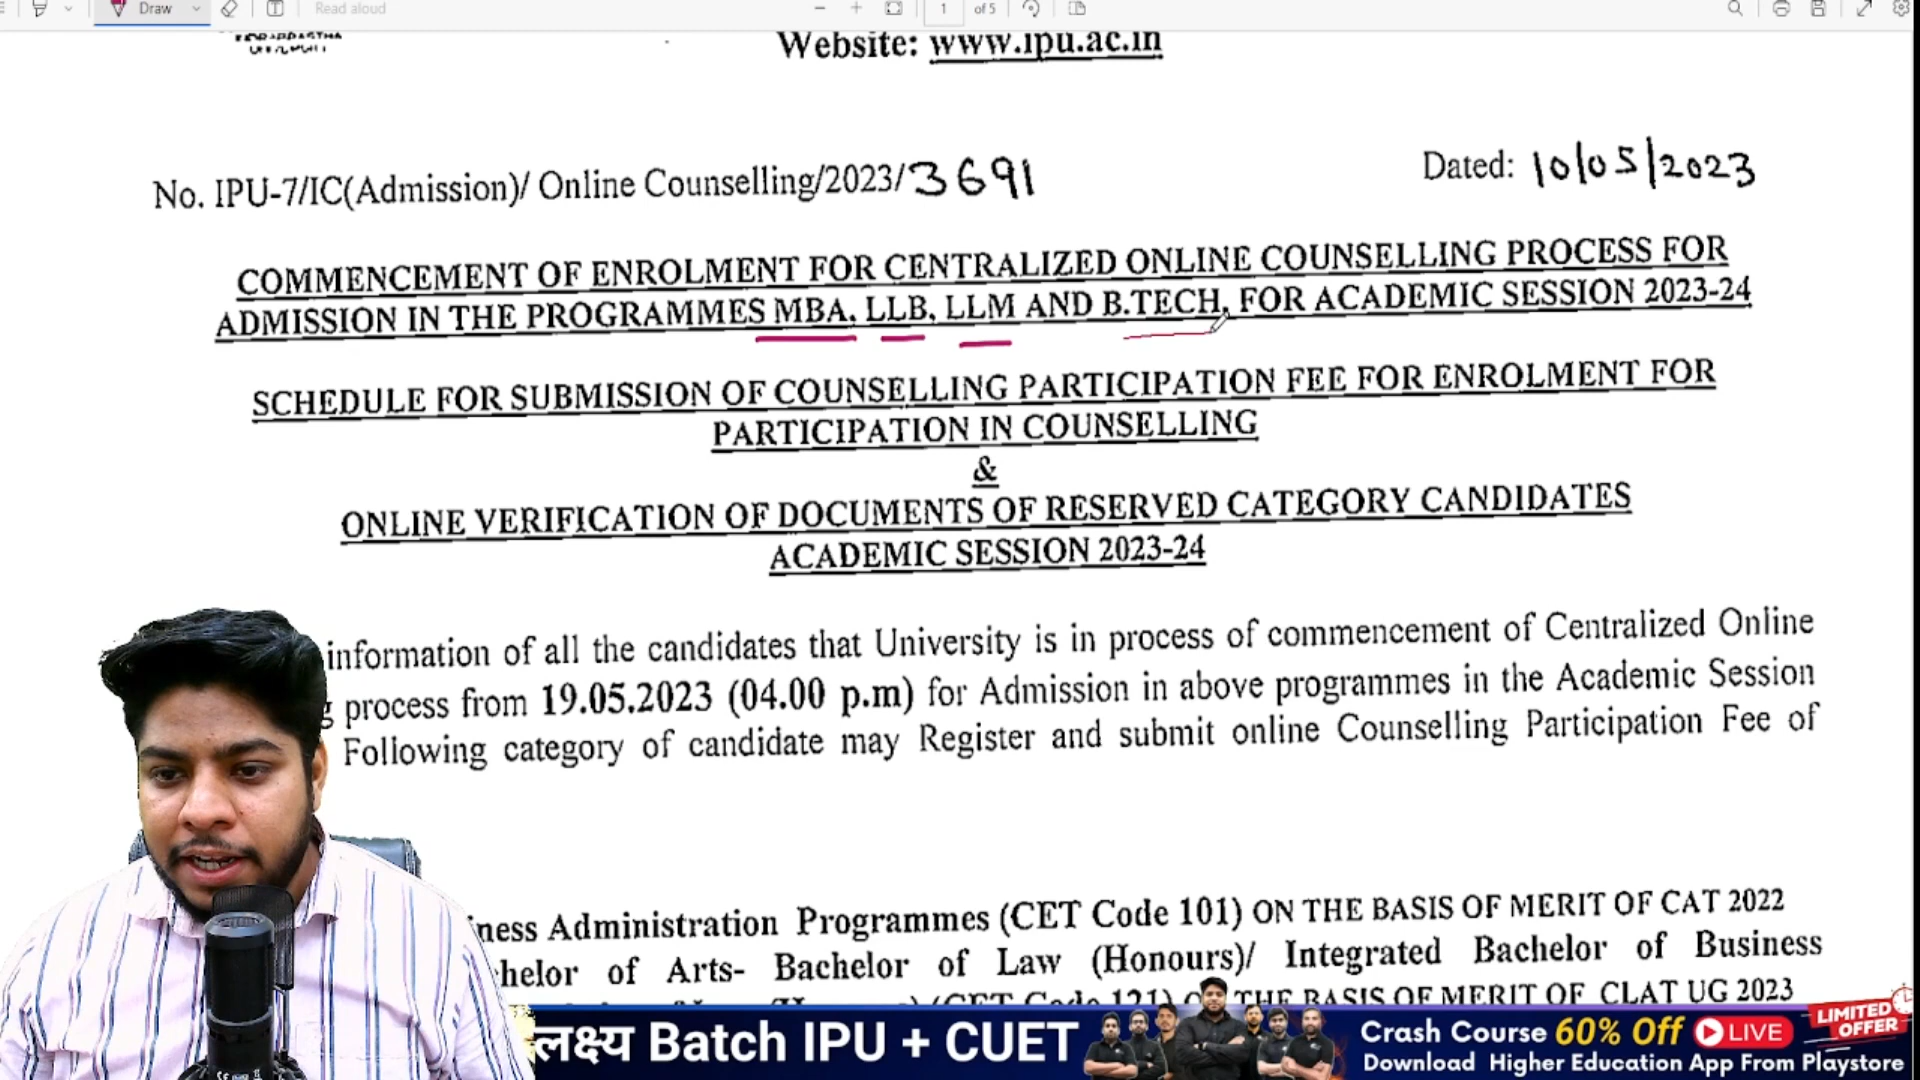 Draw
Read aloud
1
of 5
Website: www.ipu.ac.in
No. IPU-7/IC(Admission)/ Online Counselling/2023/3691
Dated: 10/05/2023
COMMENCEMENT OF ENROLMENT FOR CENTRALIZED ONLINE COUNSELLING PROCESS FOR
ADMISSION IN THE PROGRAMMES MBA, LLB, LLM AND B.TECH, FOR ACADEMIC SESSION 2023-24
SCHEDULE FOR SUBMISSION OF COUNSELLING PARTICIPATION FEE FOR ENROLMENT FOR
PARTICIPATION IN COUNSELLING
&
ONLINE VERIFICATION OF DOCUMENTS OF RESERVED CATEGORY CANDIDATES
ACADEMIC SESSION 2023-24
information of all the candidates that University is in process of commencement of Centralized Online
process from 19.05.2023 (04.00 p.m) for Admission in above programmes in the Academic Session
Following category of candidate may Register and submit online Counselling Participation Fee of
ness Administration Programmes (CET Code 101) ON THE BASIS OF MERIT OF CAT 2022
helor of Arts- Bachelor of Law (Honours)/ Integrated Bachelor of Business
(CET Code 121) THE BASIS OF MERIT OF CLAT UG 2023
लक्ष्य Batch IPU + CUET
Crash Course 60% Off LIVE
LIMITED
OFFER
Download Higher Education App From Playstore